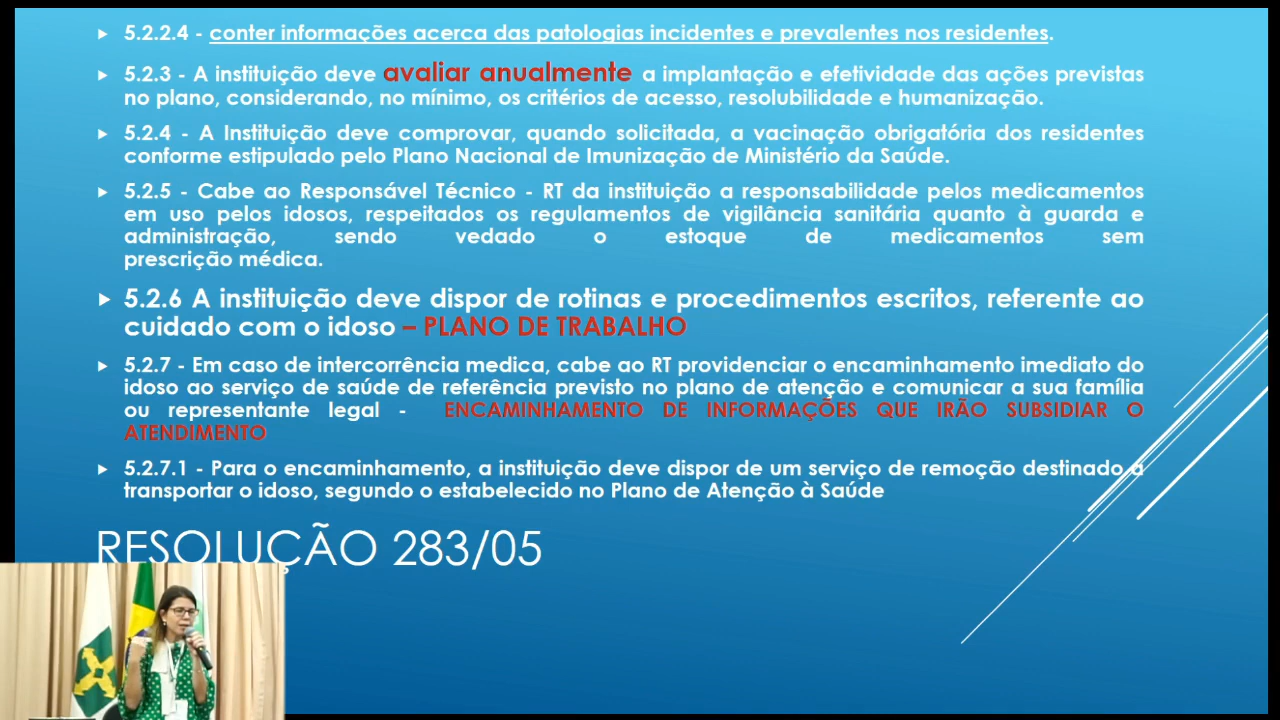 5.2.2.4 - conter informações acerca das patologias incidentes e prevalentes nos residentes.
5.2.3 - A instituição deve avaliar anualmente a implantação e efetividade das ações previstas
no plano, considerando, no mínimo, os critérios de acesso, resolubilidade e humanização.
5.2.4 - A Instituição deve comprovar, quando solicitada, a vacinação obrigatória dos residentes
conforme estipulado pelo Plano Nacional de Imunização de Ministério da Saúde.
5.2.5 - Cabe ao Responsável Técnico - RT da instituição a responsabilidade pelos medicamentos
em uso pelos idosos, respeitados os regulamentos de vigilância sanitária quanto à guarda e
administração, sendo vedado o estoque de medicamentos sem
prescrição médica.
5.2.6 A instituição deve dispor de rotinas e procedimentos escritos, referente ao
cuidado com o idoso – PLANO DE TRABALHO
5.2.7 - Em caso de intercorrência medica, cabe ao RT providenciar o encaminhamento imediato do
idoso ao serviço de saúde de referência previsto no plano de atenção e comunicar a sua família
ou representante legal - ENCAMINHAMENTO DE INFORMAÇÕES QUE IRÃO SUBSIDIAR O
ATENDIMENTO
5.2.7.1 - Para o encaminhamento, a instituição deve dispor de um serviço de remoção destinado a
transportar o idoso, segundo o estabelecido no Plano de Atenção à Saúde
RESOLUÇÃO 283/05